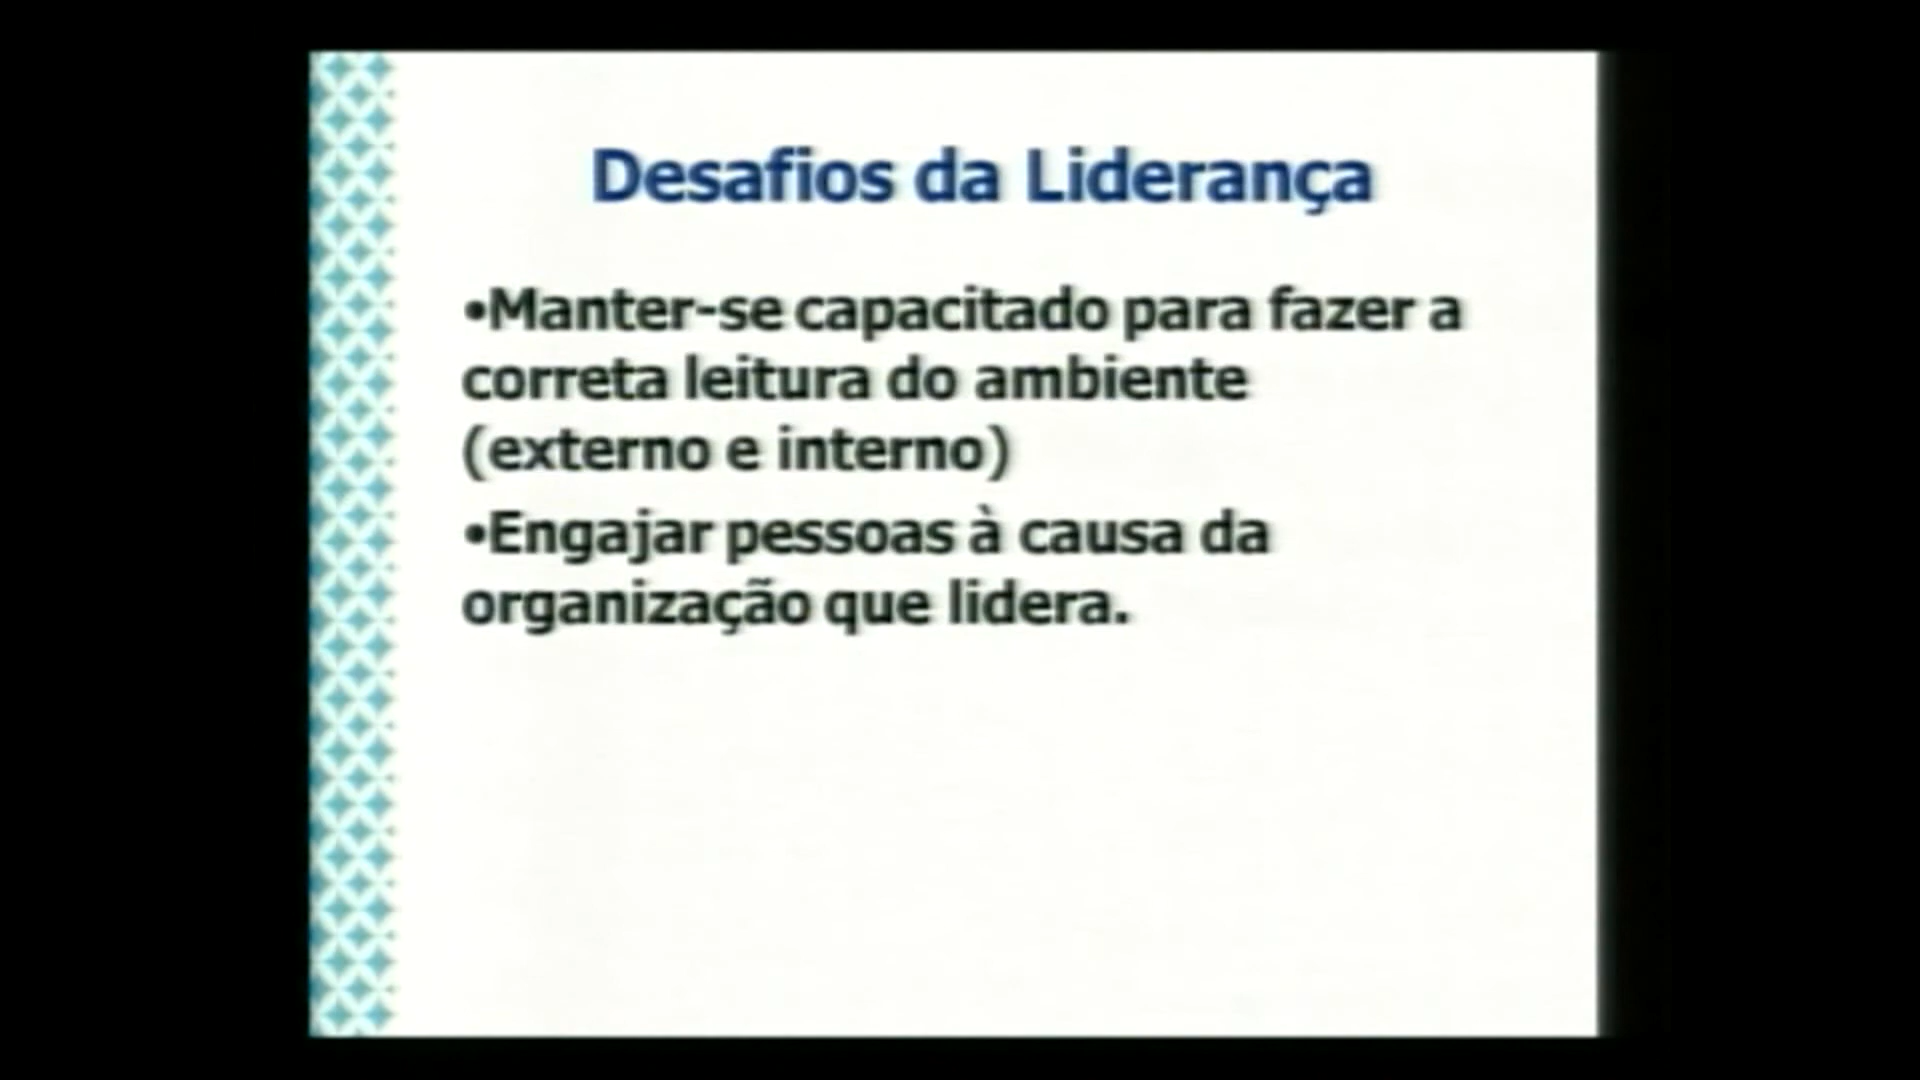 Desafios da Liderança
•Manter-se capacitado para fazer a
correta leitura do ambiente
(externo e interno)
•Engajar pessoas à causa da
organização que lidera.